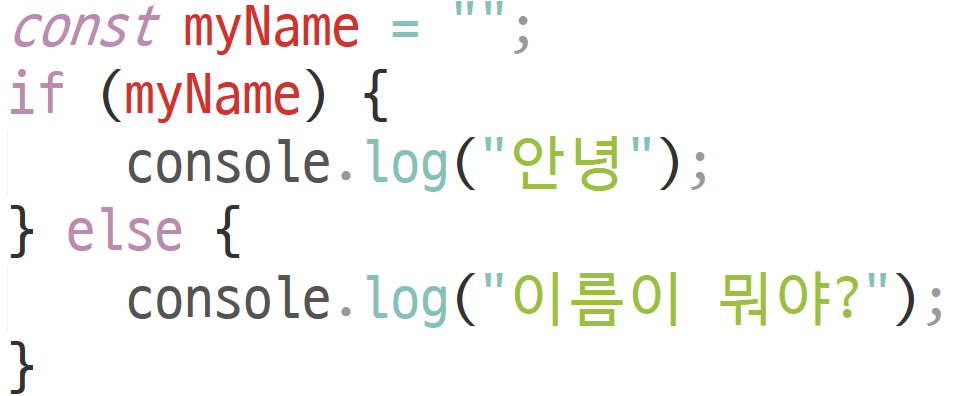 const myName = "";
if (myName) {
    console.log("안녕");
} else {
    console.log("이름이 뭐야?");
}